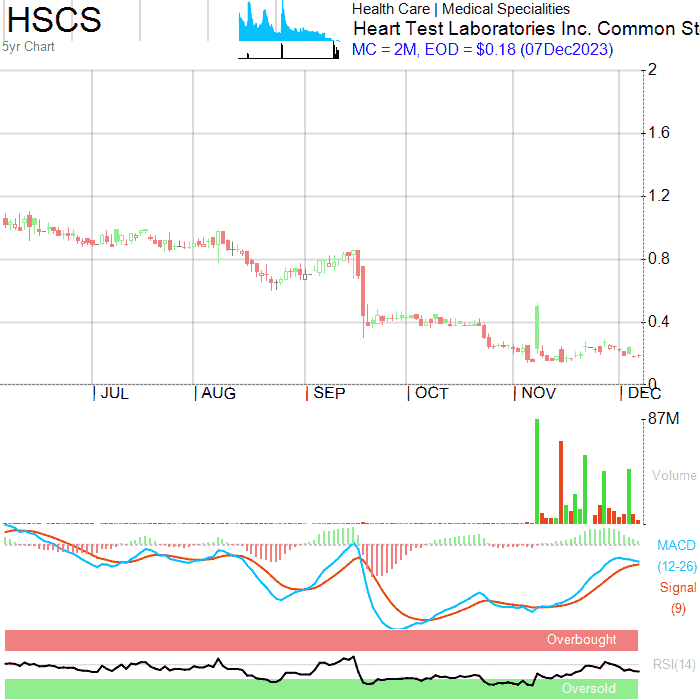 HSCS
5yr Chart
Health Care | Medical Specialities
Heart Test Laboratories Inc. Common St
MC = 2M, EOD = $0.18 (07Dec2023)
2
1.6
1.2
0.8
0.4
0
JUL AUG SEP OCT NOV DEC
87M
Volume
MACD
(12-26)
Signal
(9)
Overbought
RSI(14)
Oversold